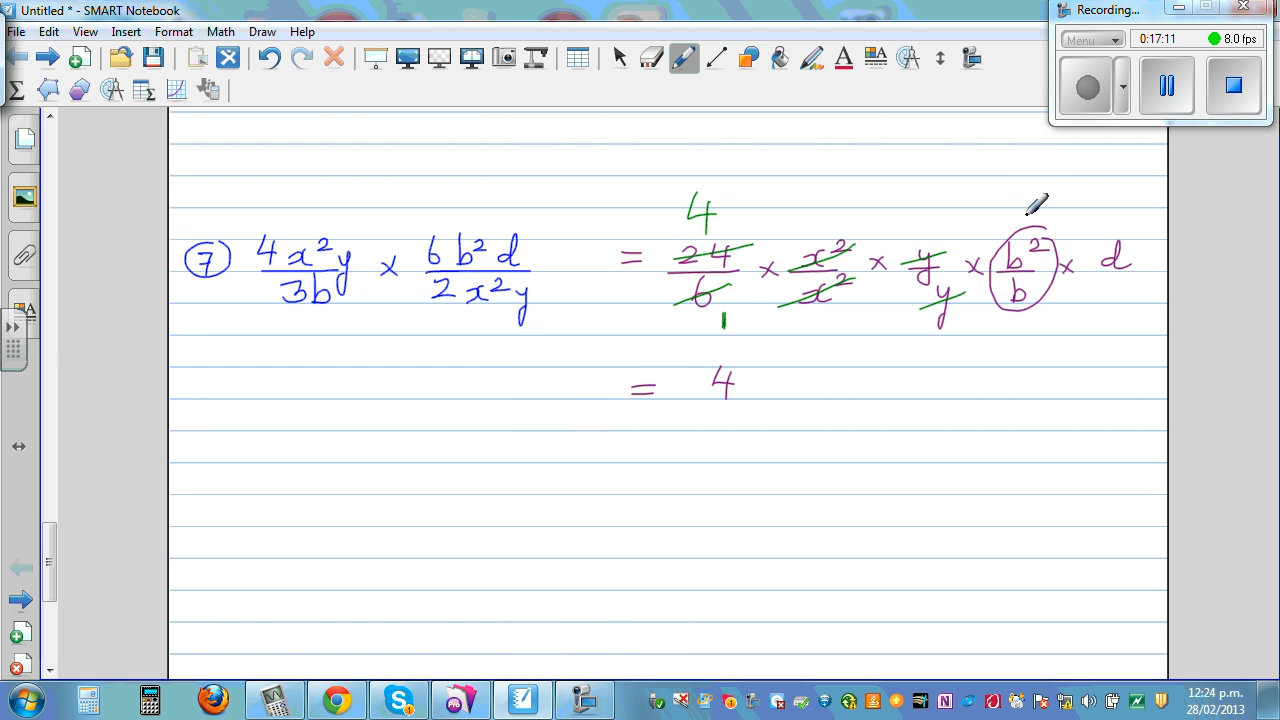 Untitled * - SMART Notebook
Recording...
File Edit View Insert Format Math Draw Help
Menu 0:17:11 8.0 fps
4
⑦ 4x²y/3b × 6b²d/2x²y = 24/6 × x²/x² × y/y × b²/b × d
1
= 4
12:24 p.m.
28/02/2013